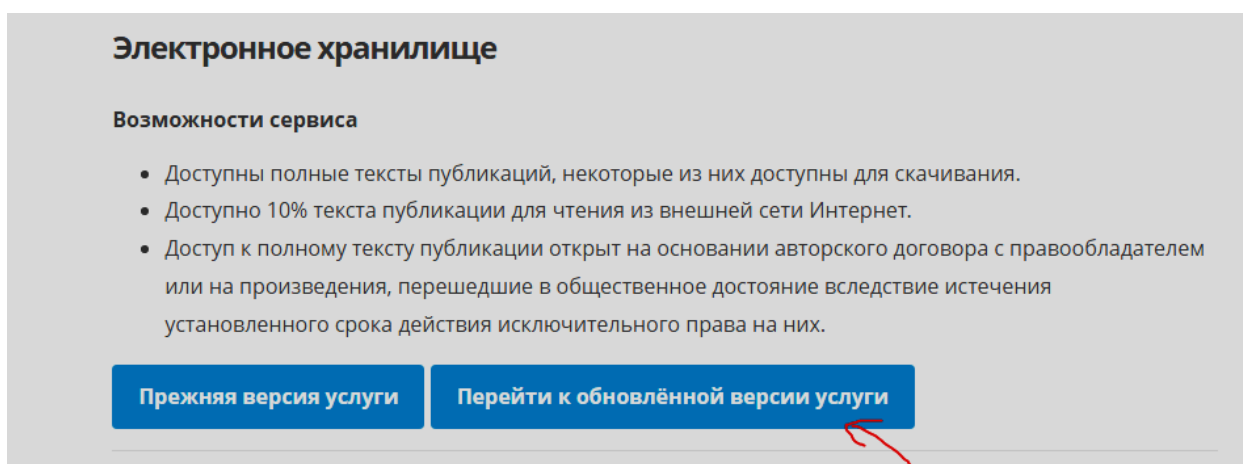 Электронное хранилище
Возможности сервиса
Доступны полные тексты публикаций, некоторые из них доступны для скачивания.
Доступно 10% текста публикации для чтения из внешней сети Интернет.
Доступ к полному тексту публикации открыт на основании авторского договора с правообладателем
или на произведения, перешедшие в общественное достояние вследствие истечения
установленного срока действия исключительного права на них.
Прежняя версия услуги
Перейти к обновлённой версии услуги